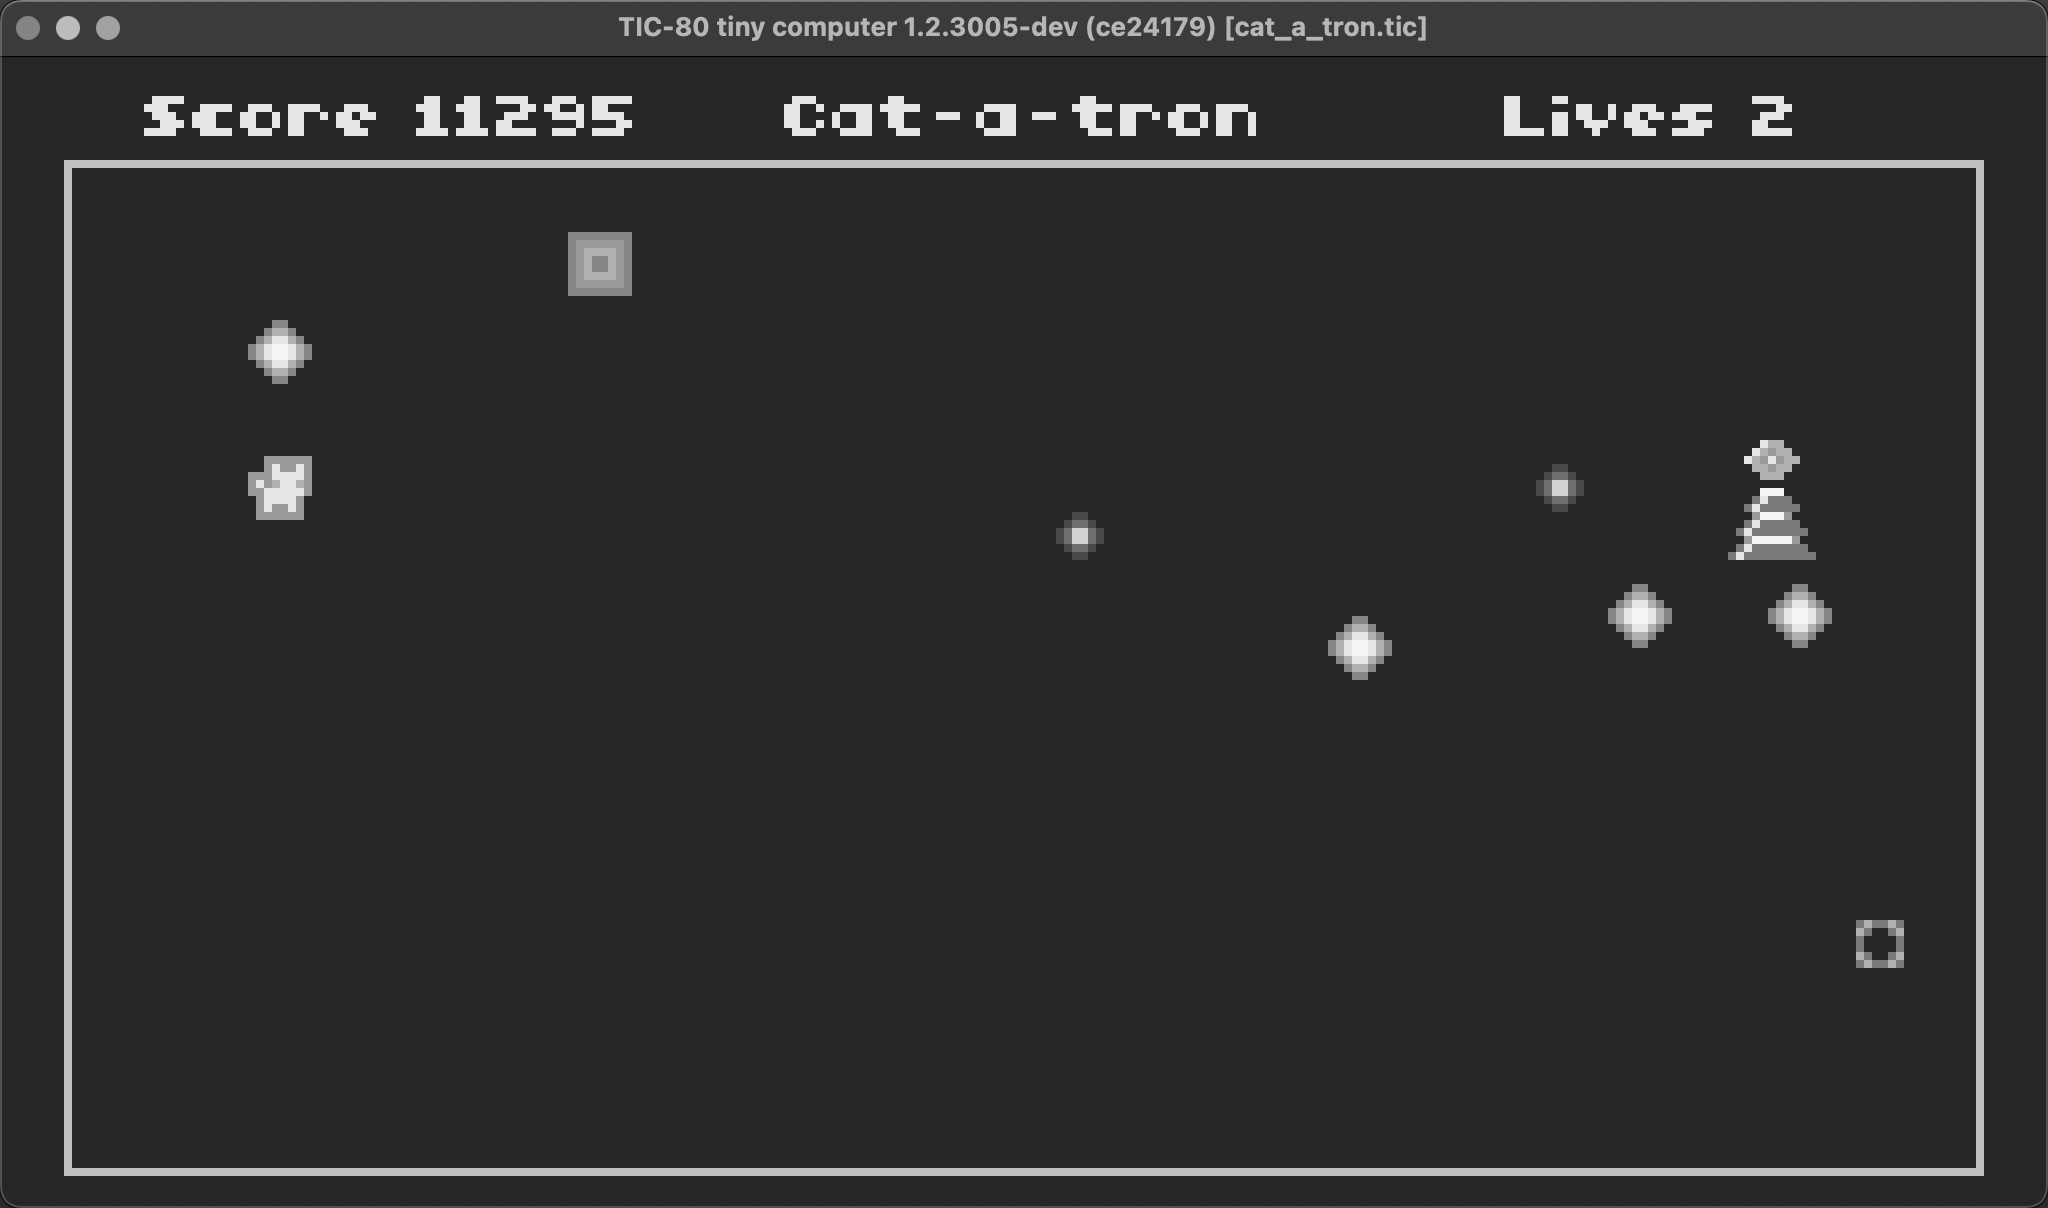 TIC-80 tiny computer 1.2.3005-dev (ce24179) [cat_a_tron.tic]
Score 11295 Cat-a-tron Lives 2